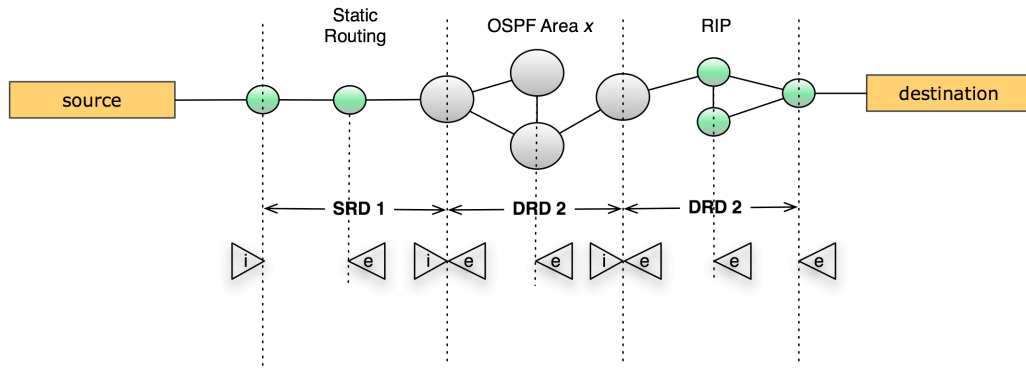 Static
Routing
OSPF Area x
RIP
source
destination
SRD 1
DRD 2
DRD 2
i
e
i
e
e
i
e
e
e